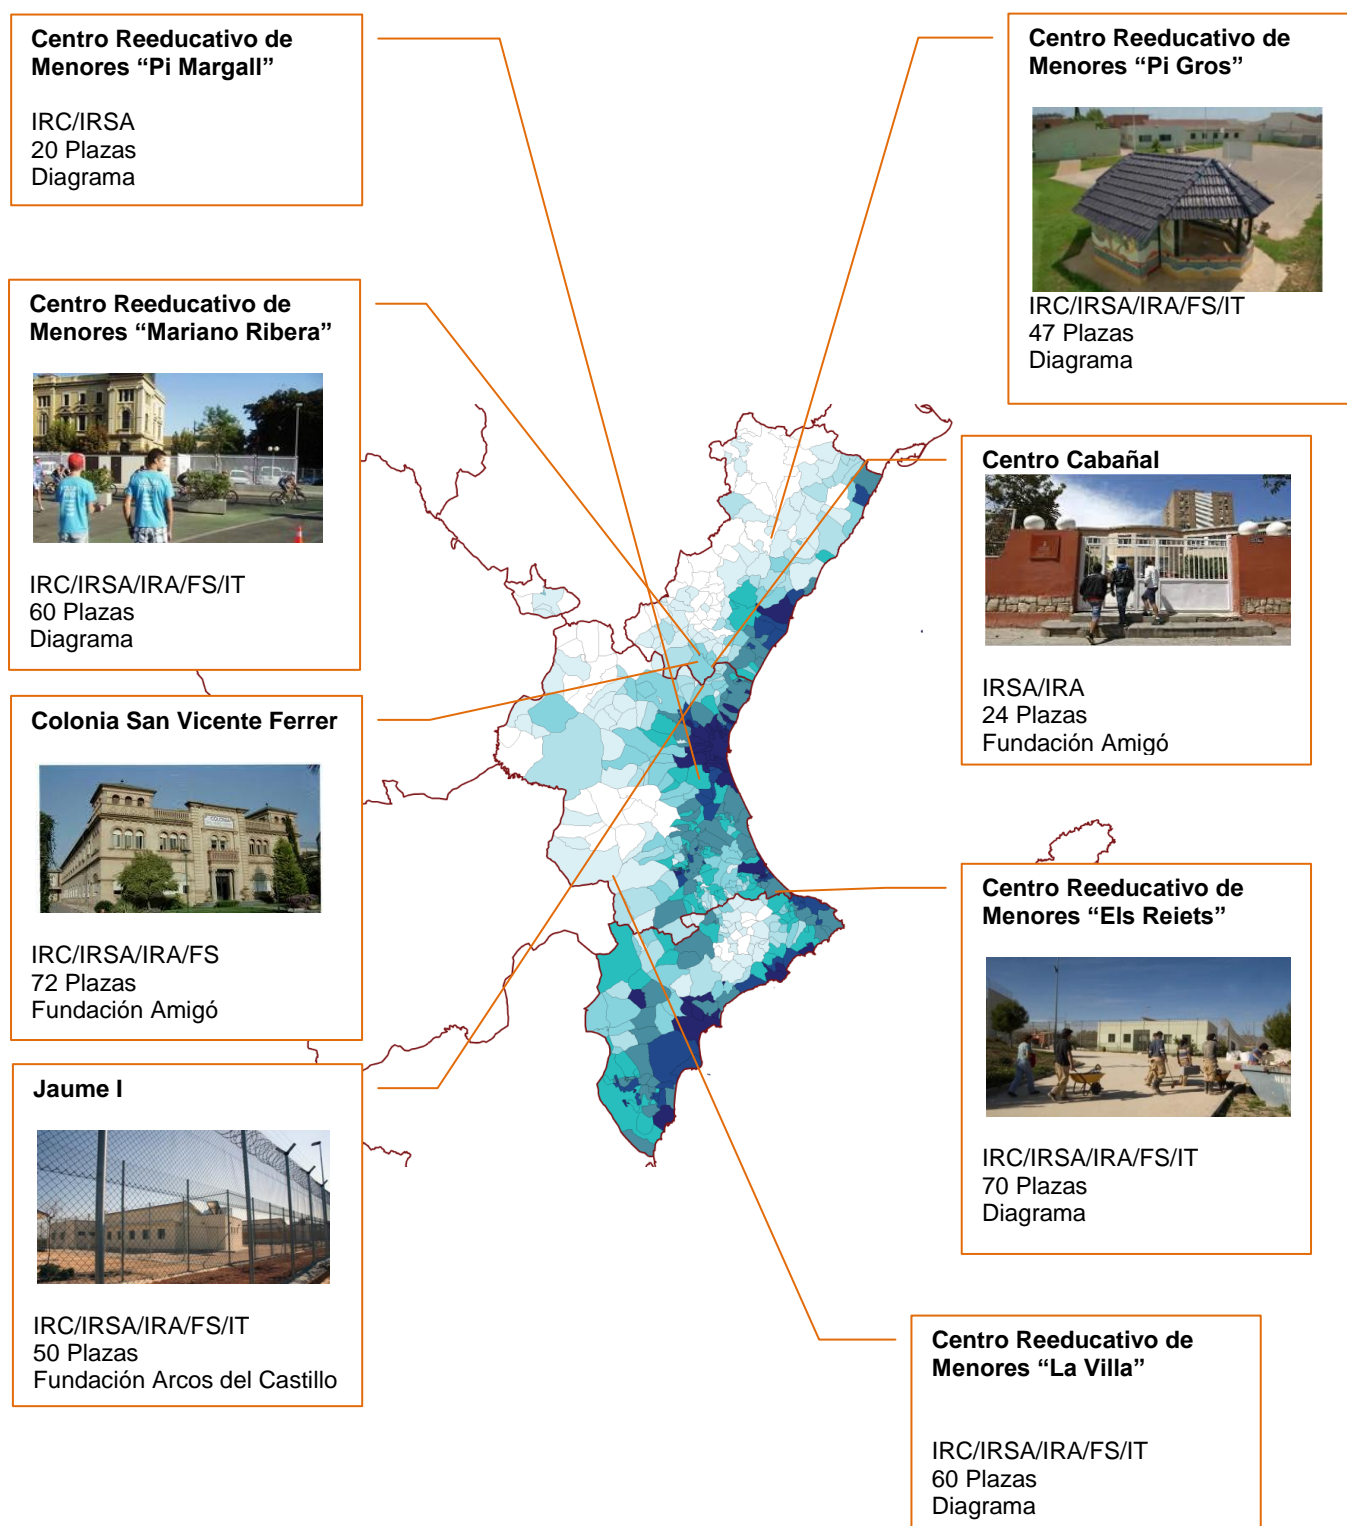 Centro Reeducativo de
Menores “Pi Margall”
IRC/IRSA
20 Plazas
Diagrama
Centro Reeducativo de
Menores “Pi Gros”
IRC/IRSA/IRA/FS/IT
47 Plazas
Diagrama
Centro Reeducativo de
Menores “Mariano Ribera”
IRC/IRSA/IRA/FS/IT
60 Plazas
Diagrama
Centro Cabañal
IRSA/IRA
24 Plazas
Fundación Amigó
Colonia San Vicente Ferrer
IRC/IRSA/IRA/FS
72 Plazas
Fundación Amigó
Centro Reeducativo de
Menores “Els Reiets”
IRC/IRSA/IRA/FS/IT
70 Plazas
Diagrama
Jaume I
IRC/IRSA/IRA/FS/IT
50 Plazas
Fundación Arcos del Castillo
Centro Reeducativo de
Menores “La Villa”
IRC/IRSA/IRA/FS/IT
60 Plazas
Diagrama